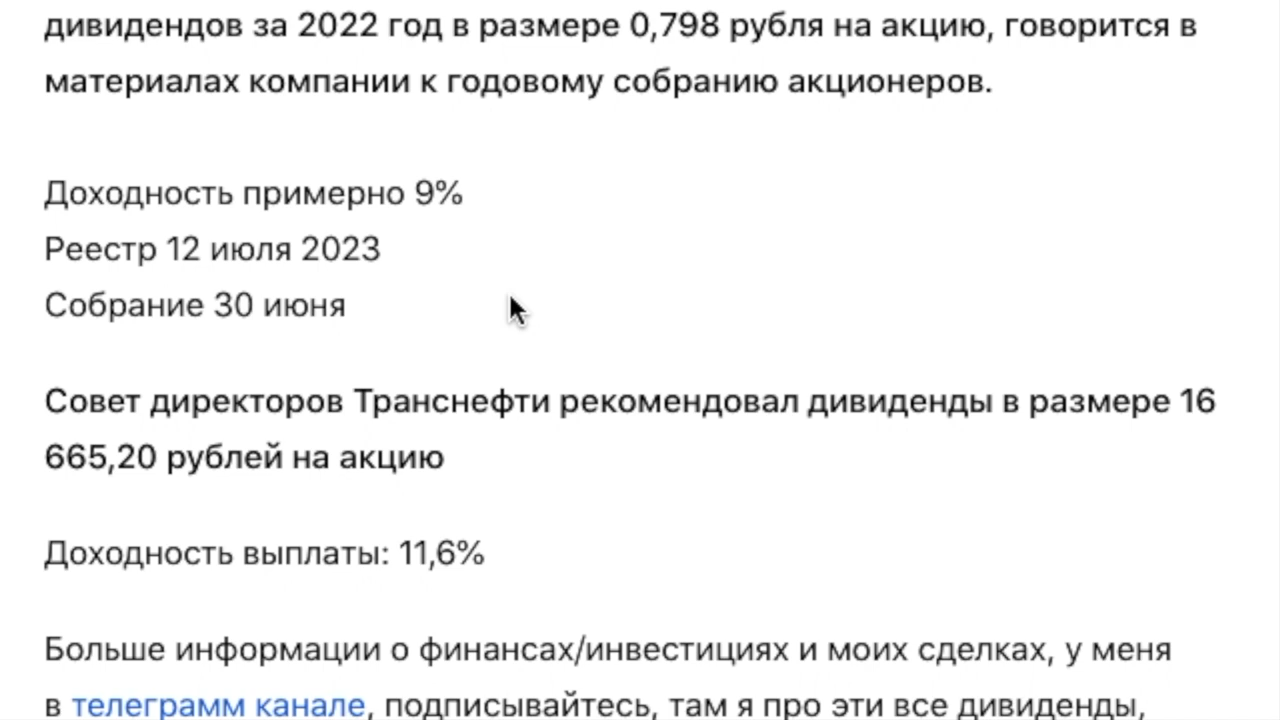 дивидендов за 2022 год в размере 0,798 рубля на акцию, говорится в
материалах компании к годовому собранию акционеров.
Доходность примерно 9%
Реестр 12 июля 2023
Собрание 30 июня
Совет директоров Транснефти рекомендовал дивиденды в размере 16
665,20 рублей на акцию
Доходность выплаты: 11,6%
Больше информации о финансах/инвестициях и моих сделках, у меня
в телеграмм канале, подписывайтесь, там я про эти все дивиденды,